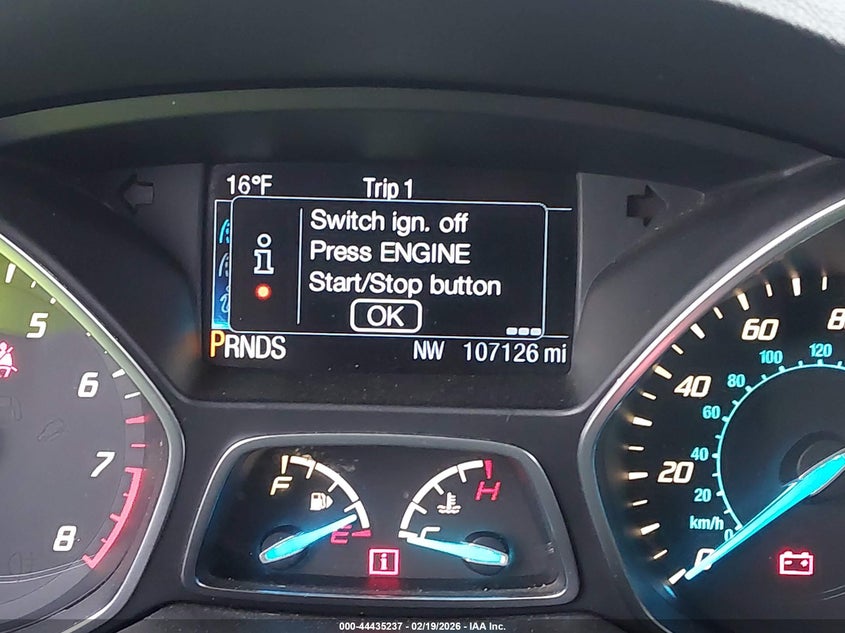 16°F Trip 1
Switch ign. off
Press ENGINE
Start/Stop button
OK
PRNDS NW 107126 mi
5
6
7
8
F
E
H
C
i
0
20
40
60
8
km/h
0
20
40
60
80
100
120
000-44435237 - 02/19/2026 - IAA Inc.